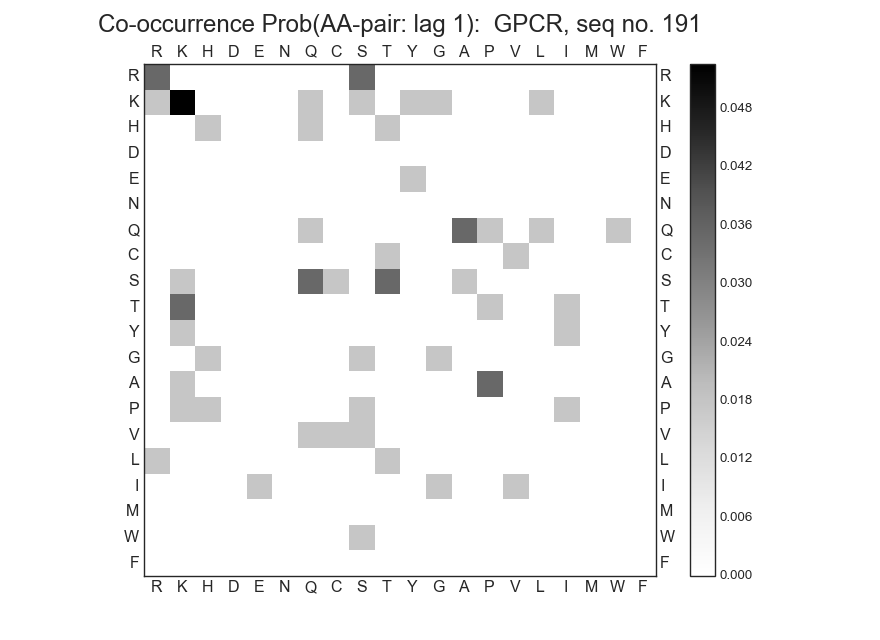 Co-occurrence Prob(AA-pair: lag 1):  GPCR, seq no. 191
R K H D E N Q C S T Y G A P V L I M W F
R R
K K
0.048
H H
D D
0.042
E E
N N
0.036
Q Q
C C
0.030
S S
T T
0.024
Y Y
G G
A A
0.018
P P
V V
0.012
L L
I I
M M
0.006
W W
F F
0.000
R K H D E N Q C S T Y G A P V L I M W F